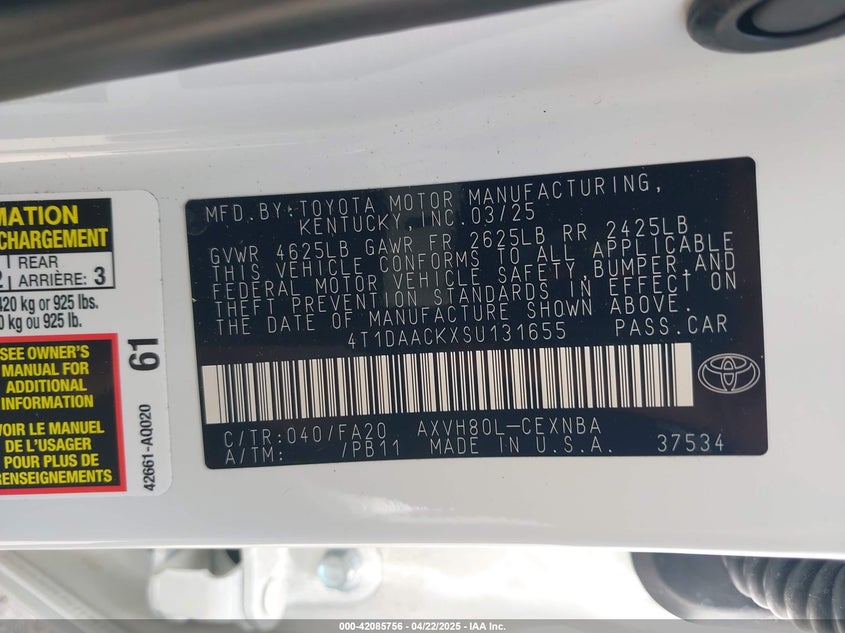 MATION
CHARGEMENT
REAR
2 ARRIÈRE: 3
420 kg or 925 lbs.
0 kg ou 925 lb.
SEE OWNER'S
MANUAL FOR
ADDITIONAL
INFORMATION
VOIR LE MANUEL
DE L'USAGER
POUR PLUS DE
RENSEIGNEMENTS
61
42661-AQ020
MFD.BY:TOYOTA MOTOR MANUFACTURING,
KENTUCKY,INC.03/25
GVWR 4625LB GAWR FR 2625LB RR 2425LB
THIS VEHICLE CONFORMS TO ALL APPLICABLE
FEDERAL MOTOR VEHICLE SAFETY,BUMPER,AND
THEFT PREVENTION STANDARDS IN EFFECT ON
THE DATE OF MANUFACTURE SHOWN ABOVE.
4T1DAACKXSU131655 PASS.CAR
C/TR:040/FA20 AXVH80L-CEXNBA
A/TM: /PB11 MADE IN U.S.A. 37534
000-42085756 - 04/22/2025 - IAA Inc.